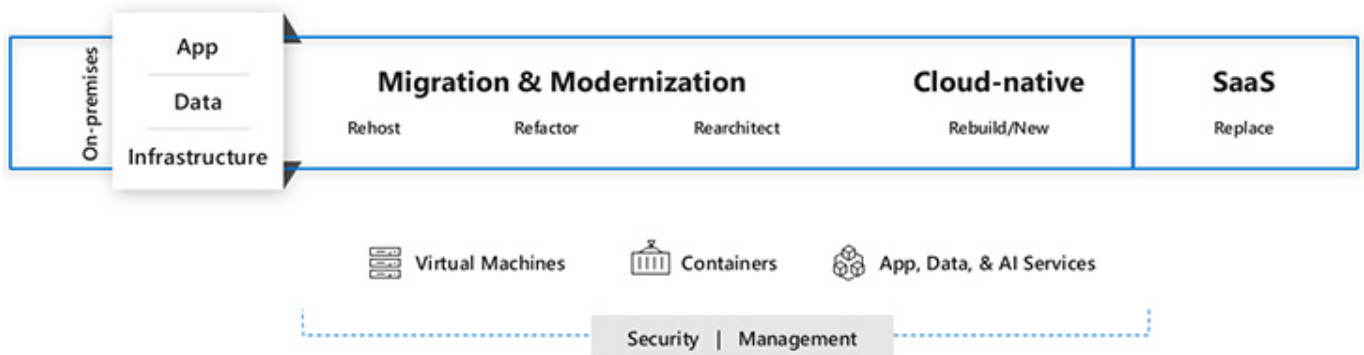 On-premises
App
Data
Infrastructure
Migration & Modernization
Rehost
Refactor
Rearchitect
Cloud-native
Rebuild/New
SaaS
Replace
Virtual Machines
Containers
App, Data, & AI Services
Security | Management